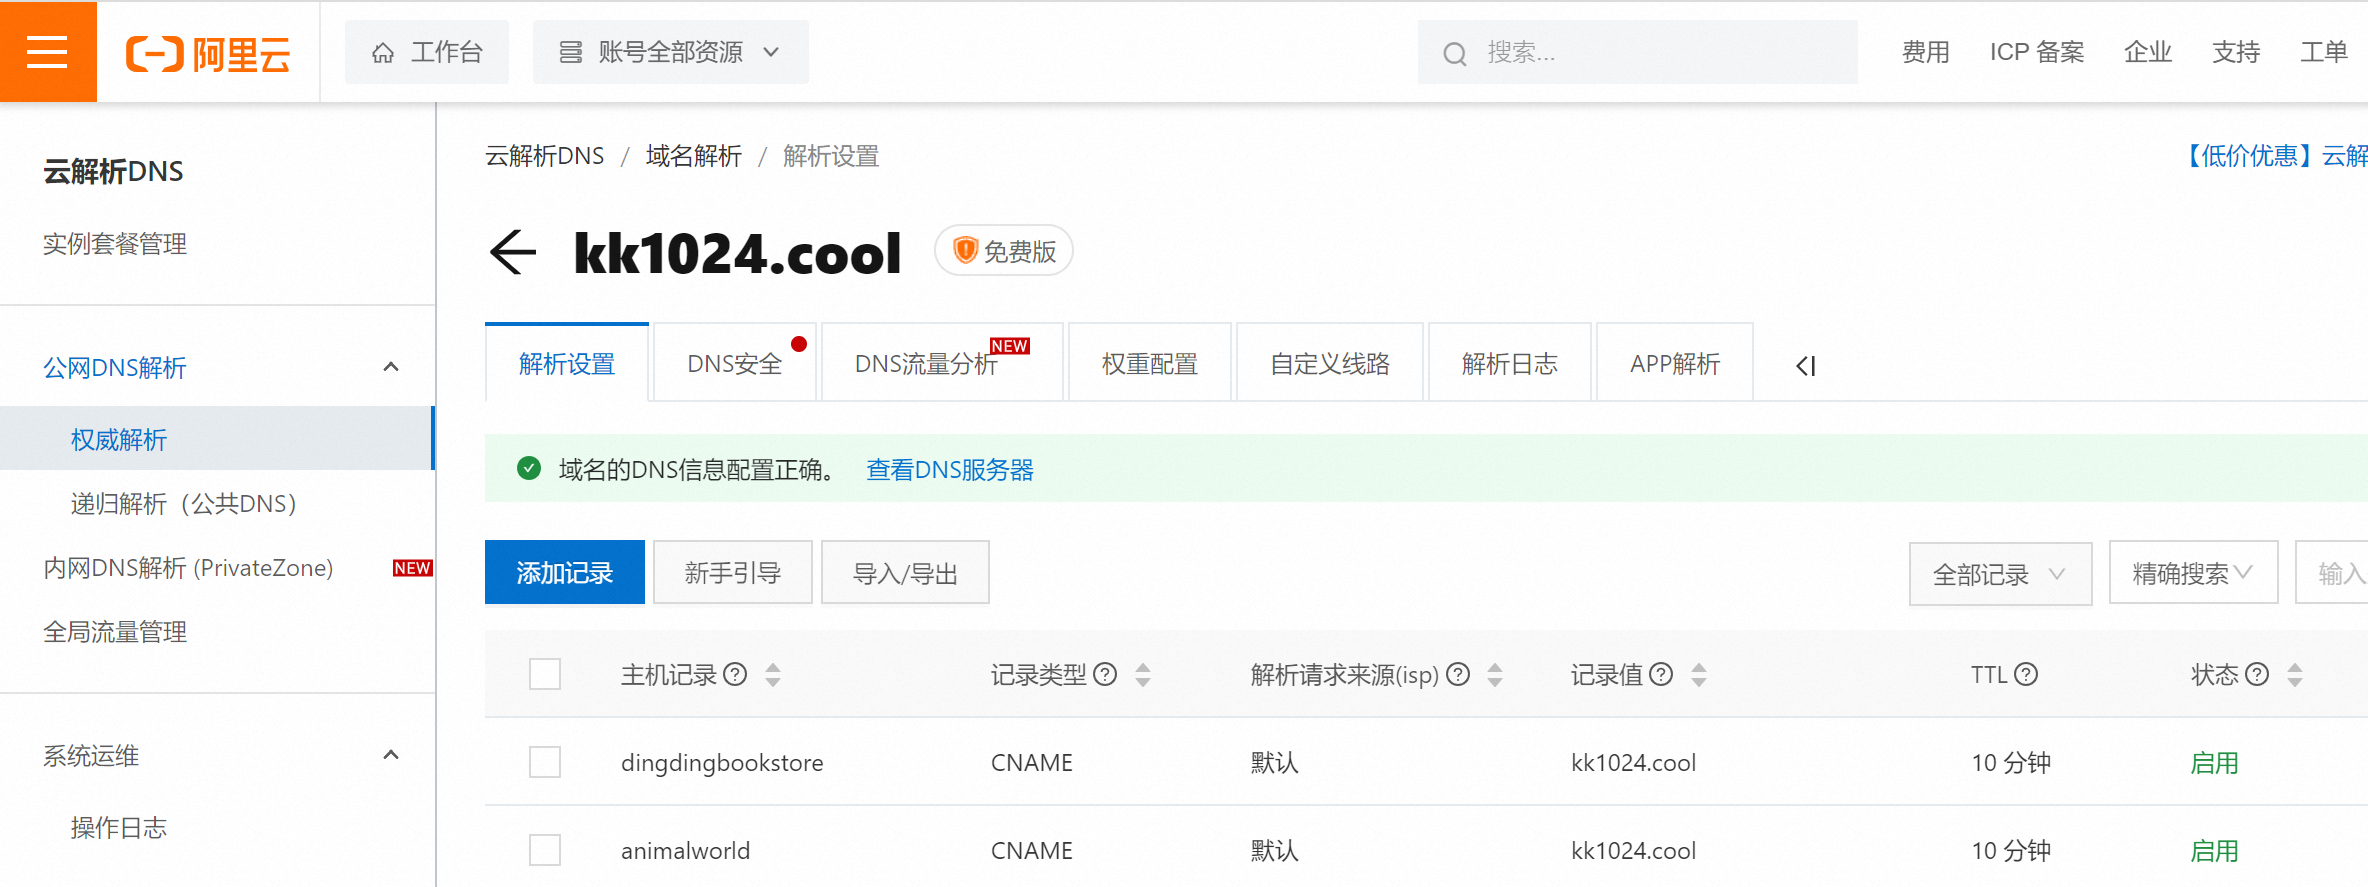 阿里云
工作台
账号全部资源
搜索...
费用
ICP 备案
企业
支持
工单
云解析DNS
实例套餐管理
公网DNS解析
权威解析
递归解析（公共DNS）
内网DNS解析 (PrivateZone) NEW
全局流量管理
系统运维
操作日志
云解析DNS / 域名解析 / 解析设置
【低价优惠】云解
kk1024.cool
免费版
解析设置
DNS安全
DNS流量分析 NEW
权重配置
自定义线路
解析日志
APP解析
域名的DNS信息配置正确。 查看DNS服务器
添加记录
新手引导
导入/导出
全部记录
精确搜索
输入
主机记录 记录类型 解析请求来源(isp) 记录值 TTL 状态
dingdingbookstore CNAME 默认 kk1024.cool 10 分钟 启用
animalworld CNAME 默认 kk1024.cool 10 分钟 启用